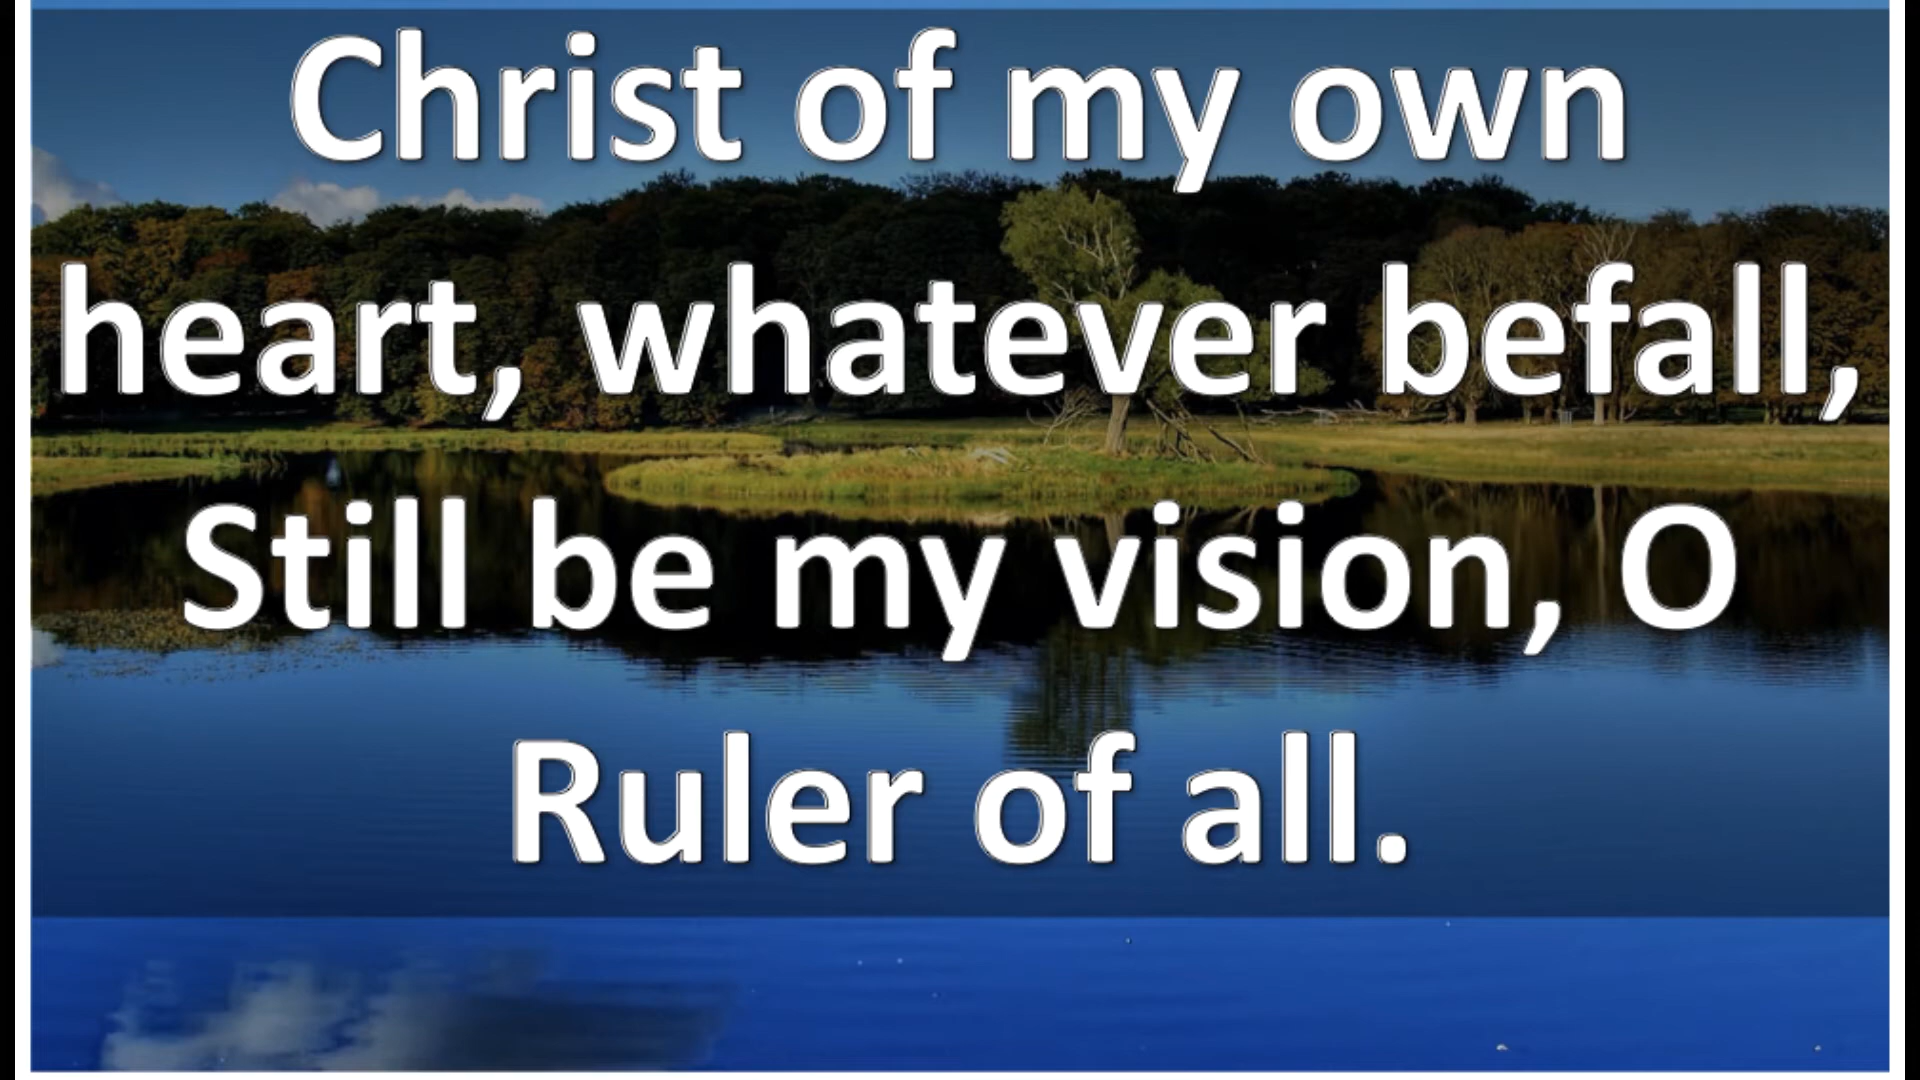 Christ of my own
heart, whatever befall,
Still be my vision, O
Ruler of all.